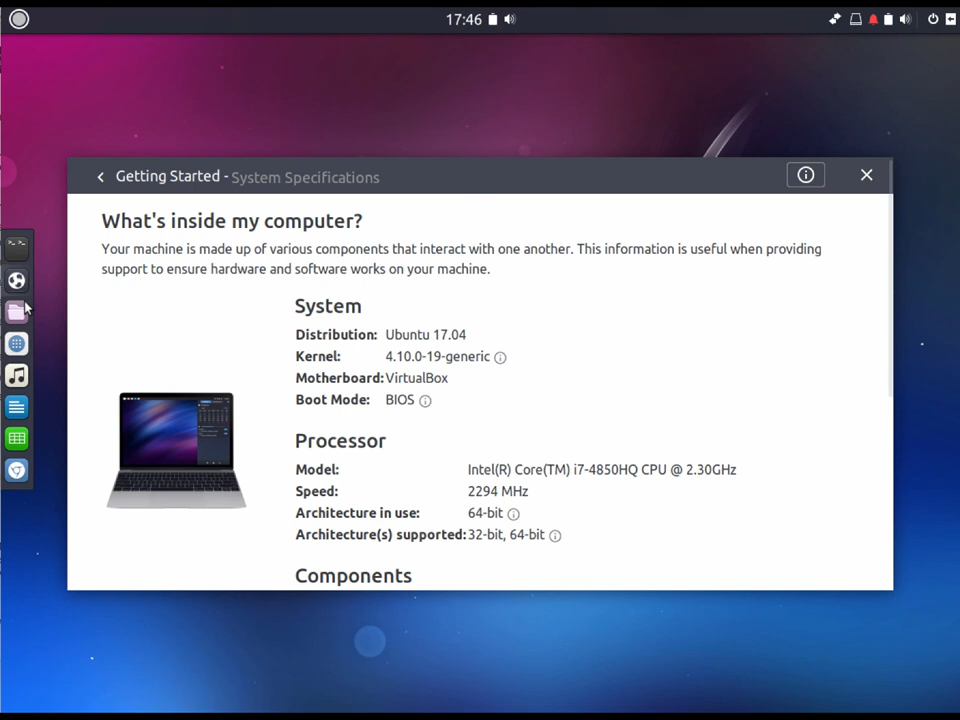 17:46
Getting Started - System Specifications
What's inside my computer?
Your machine is made up of various components that interact with one another. This information is useful when providing
support to ensure hardware and software works on your machine.
System
Distribution: Ubuntu 17.04
Kernel: 4.10.0-19-generic
Motherboard: VirtualBox
Boot Mode: BIOS
Processor
Model: Intel(R) Core(TM) i7-4850HQ CPU @ 2.30GHz
Speed: 2294 MHz
Architecture in use: 64-bit
Architecture(s) supported: 32-bit, 64-bit
Components